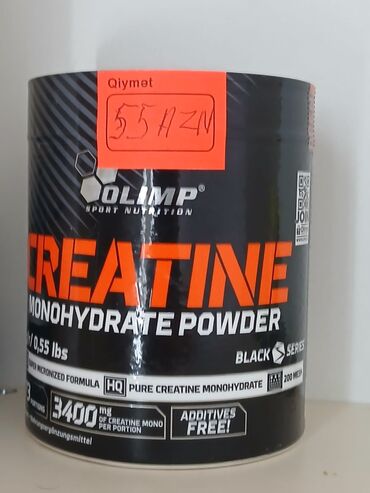 Qiymət
55 AZN
OLIMP®
SPORT NUTRITION
CREATINE
MONOHYDRATE POWDER
/ 0,55 lbs
BLACK SERIES
MICRONIZED FORMULA
HQ PURE CREATINE MONOHYDRATE
200 MESH
3400 mg
OF CREATINE MONO
PER PORTION
ADDITIVES
FREE!